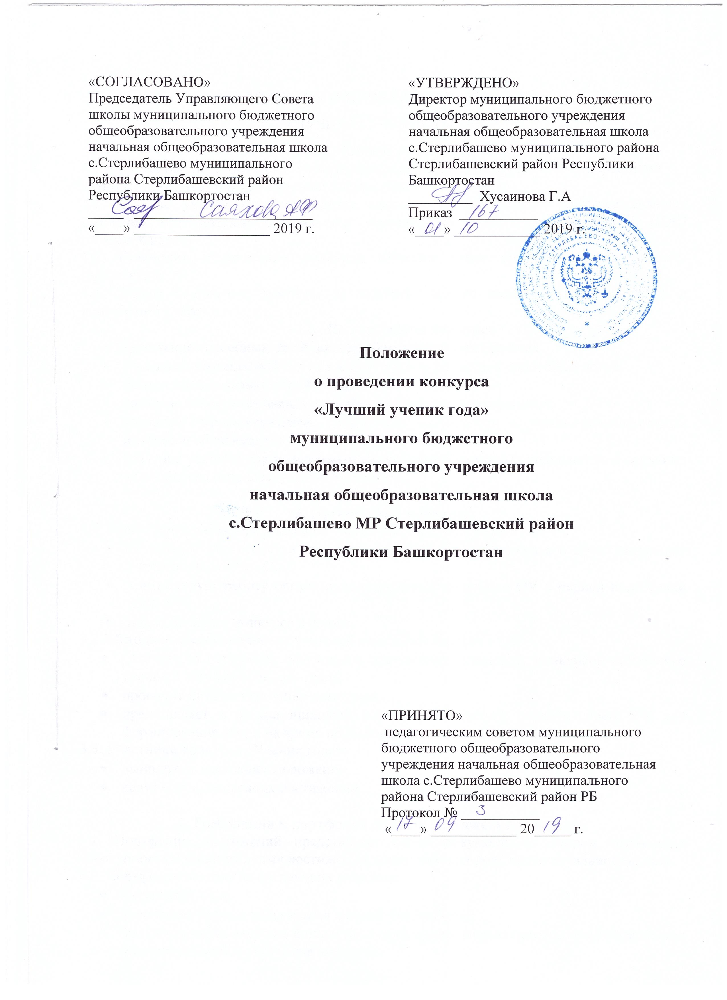 «СОГЛАСОВАНО»
Председатель Управляющего Совета
школы муниципального бюджетного
общеобразовательного учреждения
начальная общеобразовательная школа
с.Стерлибашево муниципального
района Стерлибашевский район
Республики Башкортостан
_____ Саяхова АФ
«____» ___________________ 2019 г.
«УТВЕРЖДЕНО»
Директор муниципального бюджетного
общеобразовательного учреждения
начальная общеобразовательная школа
с.Стерлибашево муниципального района
Стерлибашевский район Республики
Башкортостан
_________ Хусаинова Г.А
Приказ 167
«01» 10 2019 г.
Положение
о проведении конкурса
«Лучший ученик года»
муниципального бюджетного
общеобразовательного учреждения
начальная общеобразовательная школа
с.Стерлибашево МР Стерлибашевский район
Республики Башкортостан
«ПРИНЯТО»
педагогическим советом муниципального
бюджетного общеобразовательного
учреждения начальная общеобразовательная
школа с.Стерлибашево муниципального
района Стерлибашевский район РБ
Протокол № 3
«17» 09 2019 г.